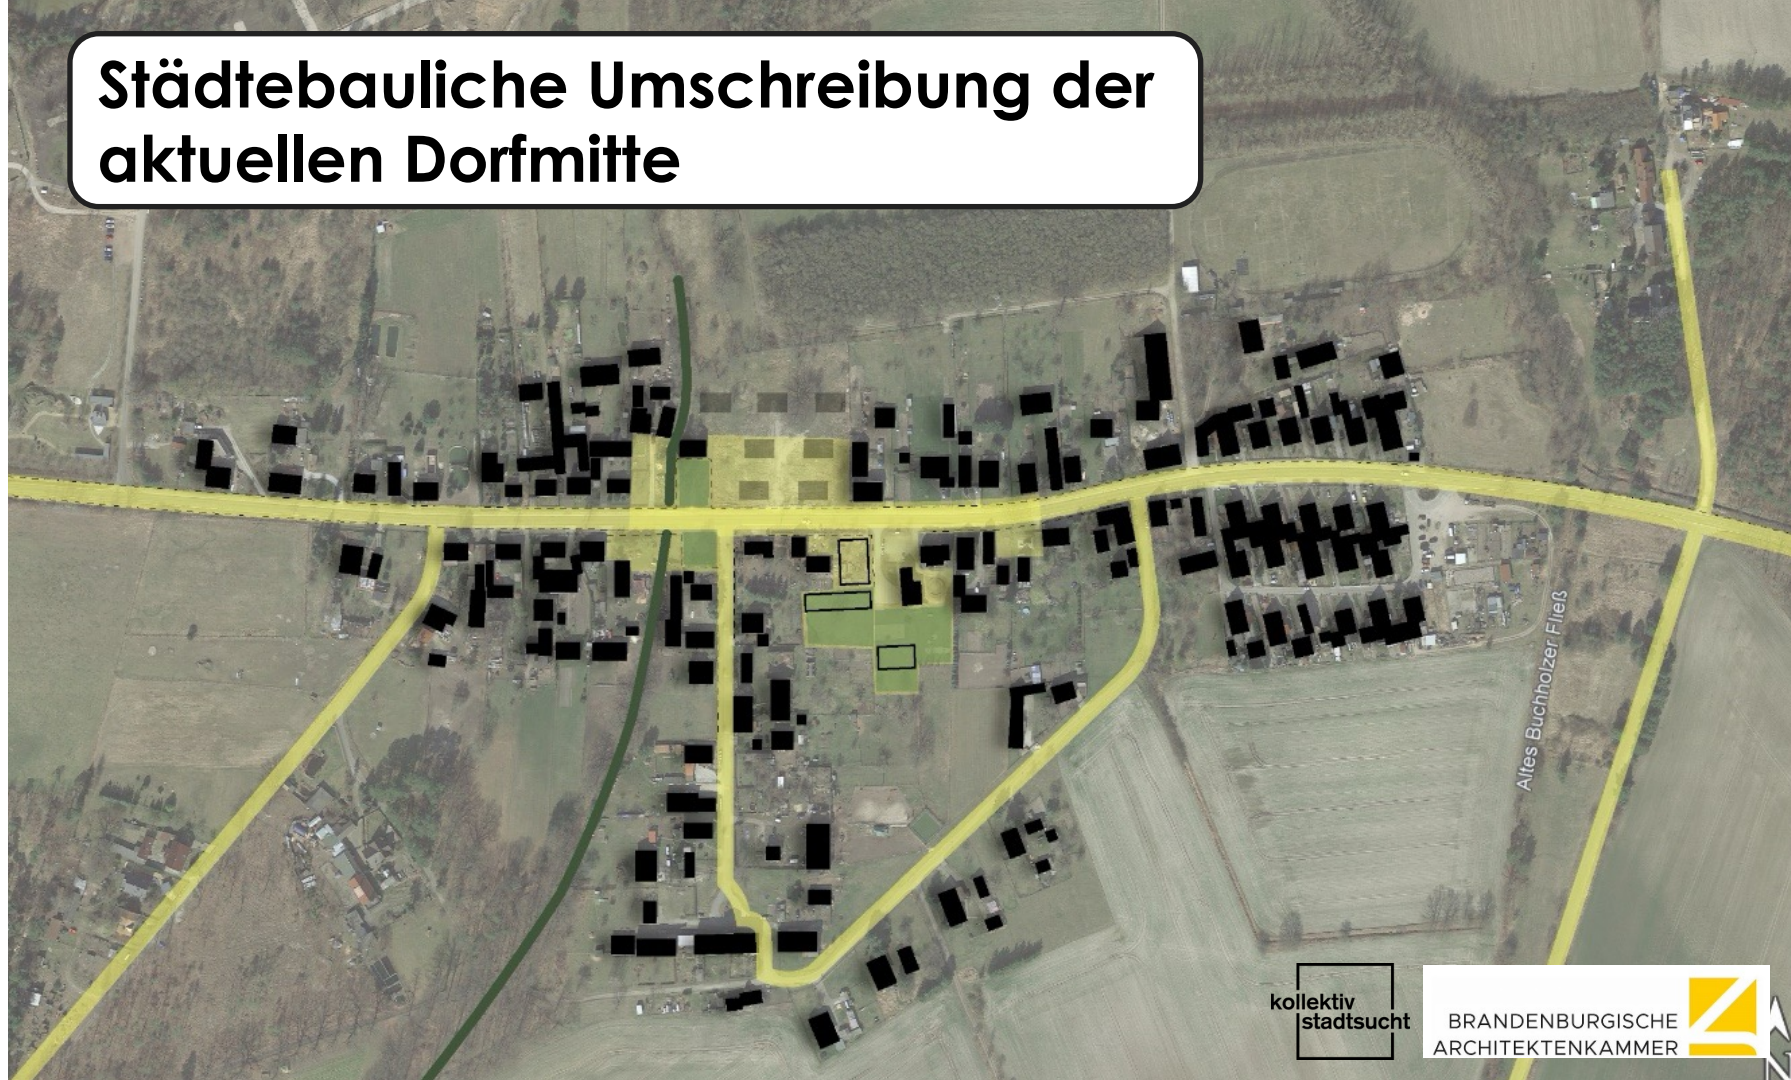 Städtebauliche Umschreibung der
aktuellen Dorfmitte
Altes Buchholzer Fließ
kollektiv
stadtsucht
BRANDENBURGISCHE
ARCHITEKTENKAMMER